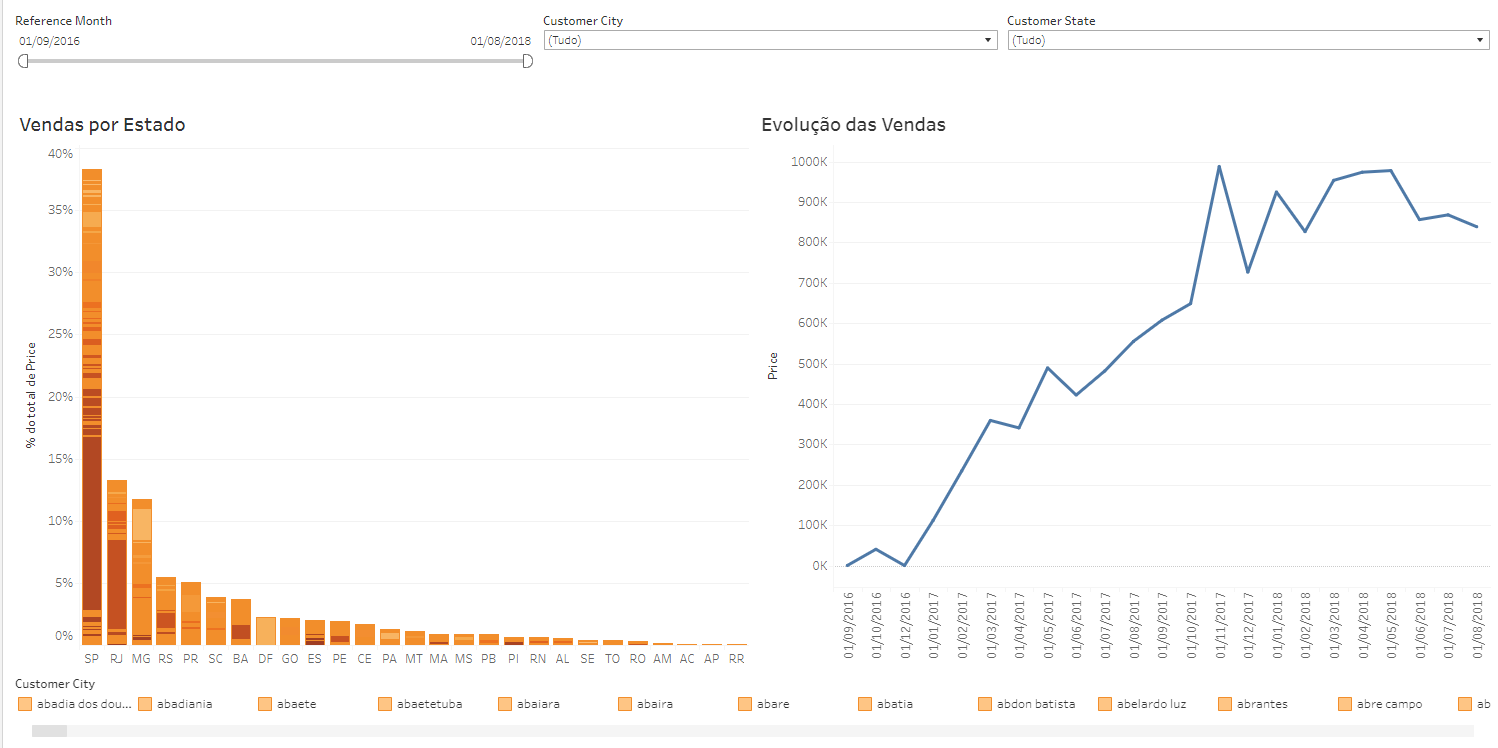 Reference Month
01/09/2016
01/08/2018
Customer City
(Tudo)
Customer State
(Tudo)
Vendas por Estado
% do total de Price
40%
35%
30%
25%
20%
15%
10%
5%
0%
SP RJ MG RS PR SC BA DF GO ES PE CE PA MT MA MS PB PI RN AL SE TO RO AM AC AP RR
Evolução das Vendas
Price
1000K
900K
800K
700K
600K
500K
400K
300K
200K
100K
0K
01/09/2016
01/10/2016
01/12/2016
01/01/2017
01/02/2017
01/03/2017
01/04/2017
01/05/2017
01/06/2017
01/07/2017
01/08/2017
01/09/2017
01/10/2017
01/11/2017
01/12/2017
01/01/2018
01/02/2018
01/03/2018
01/04/2018
01/05/2018
01/06/2018
01/07/2018
01/08/2018
Customer City
abadia dos dou... abadiania abaete abaetetuba abaiara abaira abare abatia abdon batista abelardo luz abrantes abre campo ab